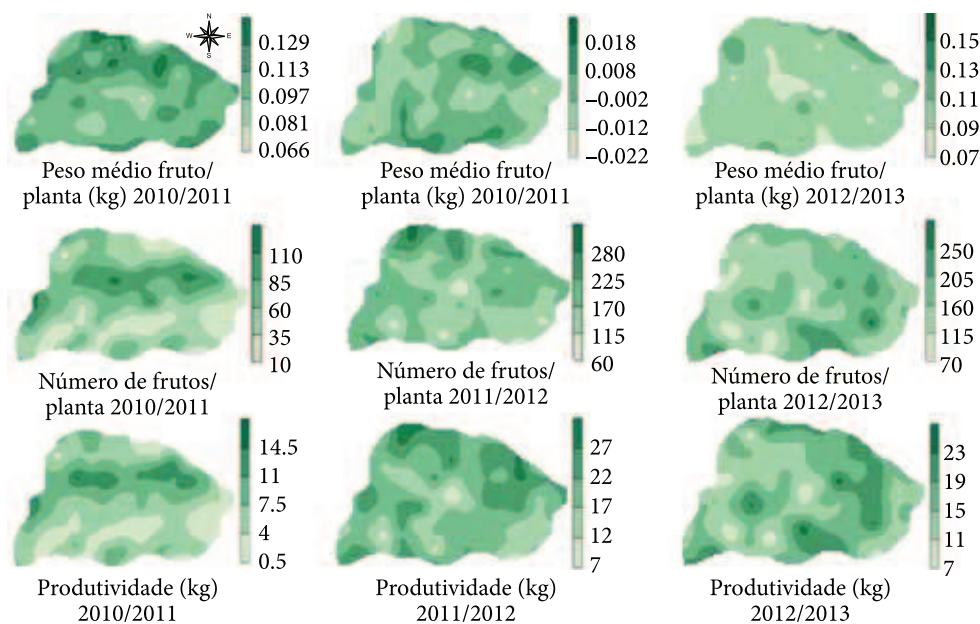 N
W E
S
0.129
0.113
0.097
0.081
0.066
Peso médio fruto/
planta (kg) 2010/2011
0.018
0.008
−0.002
−0.012
−0.022
Peso médio fruto/
planta (kg) 2010/2011
0.15
0.13
0.11
0.09
0.07
Peso médio fruto/
planta (kg) 2012/2013
110
85
60
35
10
Número de frutos/
planta 2010/2011
280
225
170
115
60
Número de frutos/
planta 2011/2012
250
205
160
115
70
Número de frutos/
planta 2012/2013
14.5
11
7.5
4
0.5
Produtividade (kg)
2010/2011
27
22
17
12
7
Produtividade (kg)
2011/2012
23
19
15
11
7
Produtividade (kg)
2012/2013